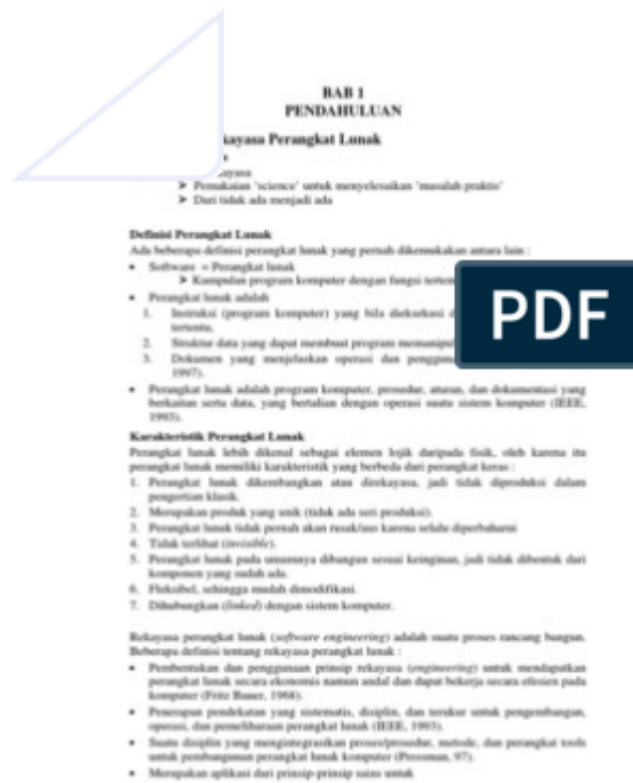 BAB 1
PENDAHULUAN
Perangkat Lunak
➤ Pemakaian 'science' untuk menyelesaikan 'masalah praktis'
➤ Dari tidak ada menjadi ada
Definisi Perangkat Lunak
Ada beberapa definisi perangkat lunak yang pernah dikemukakan antara lain :
• Software = Perangkat lunak
➤ Kumpulan program komputer dengan fungsi
• Perangkat lunak adalah
1. Instruksi (program komputer) yang bila dieksekusi
tertentu,
2. Struktur data yang dapat membuat program
3. Dokumen yang menjelaskan operasi dan
1997).
• Perangkat lunak adalah program komputer, prosedur, aturan, dan dokumentasi yang
berkaitan serta data, yang bertalian dengan operasi suatu sistem komputer (IEEE,
1993).
PDF
Karakteristik Perangkat Lunak
Perangkat lunak lebih dikenal sebagai elemen lojik daripada fisik, oleh karena itu
perangkat lunak memiliki karakteristik yang berbeda dari perangkat keras :
1. Perangkat lunak dikembangkan atau direkayasa, jadi tidak diproduksi dalam
pengertian klasik.
2. Merupakan produk yang unik (tidak ada seri produksi).
3. Perangkat lunak tidak pernah akan rusak/aus karena selalu diperbaharui
4. Tidak terlihat (invisible).
5. Perangkat lunak pada umumnya dibangun sesuai keinginan, jadi tidak dibentuk dari
komponen yang sudah ada.
6. Fleksibel, sehingga mudah dimodifikasi.
7. Dihubungkan (linked) dengan sistem komputer.
Rekayasa perangkat lunak (software engineering) adalah suatu proses rancang bangun.
Beberapa definisi tentang rekayasa perangkat lunak :
• Pembentukan dan penggunaan prinsip rekayasa (engineering) untuk mendapatkan
perangkat lunak secara ekonomis namun andal dan dapat bekerja secara efesien pada
komputer (Fritz Bauer, 1968).
• Penerapan pendekatan yang sistematis, disiplin, dan terukur untuk pengembangan,
operasi, dan pemeliharaan perangkat lunak (IEEE, 1993).
• Suatu disiplin yang mengintegrasikan proses/prosedur, metode, dan perangkat tools
untuk pembangunan perangkat lunak komputer (Pressman, 97).
• Merupakan aplikasi dari prinsip-prinsip sains untuk